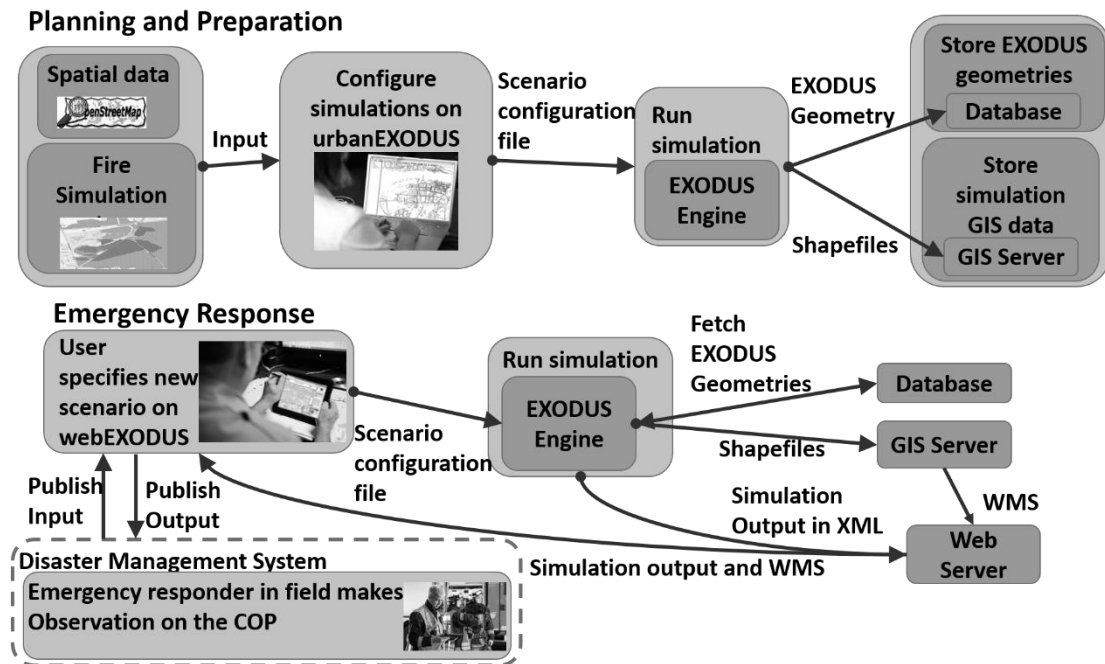 Planning and Preparation
Spatial data
penStreetMap
Fire
Simulation
Input
Configure
simulations on
urbanEXODUS
Scenario
configuration
file
Run
simulation
EXODUS
Engine
EXODUS
Geometry
Shapefiles
Store EXODUS
geometries
Database
Store
simulation
GIS data
GIS Server
Emergency Response
User
specifies new
scenario on
webEXODUS
Scenario
configuration
file
Run simulation
EXODUS
Engine
Fetch
EXODUS
Geometries
Database
Shapefiles
GIS Server
WMS
Simulation
Output in XML
Web
Server
Simulation output and WMS
Publish
Input
Publish
Output
Disaster Management System
Emergency responder in field makes
Observation on the COP